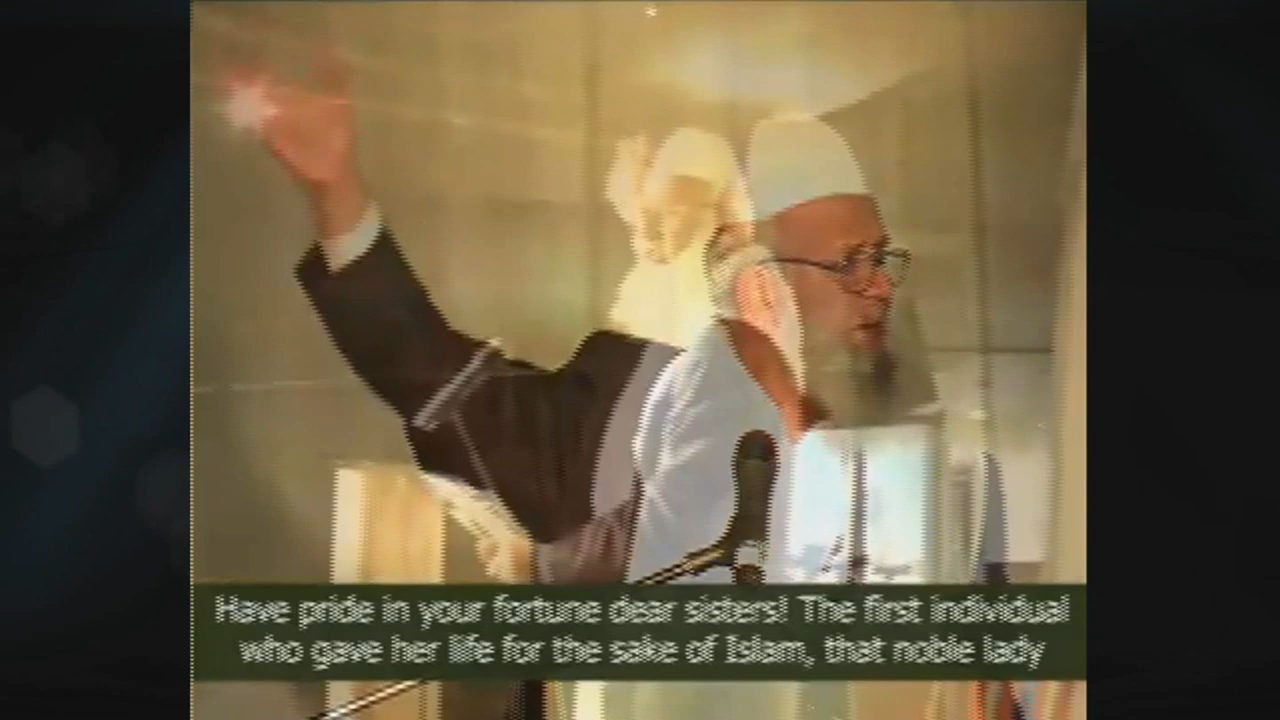 Have pride in your fortune dear sisters! The first individual
who gave her life for the sake of Islam, that noble lady